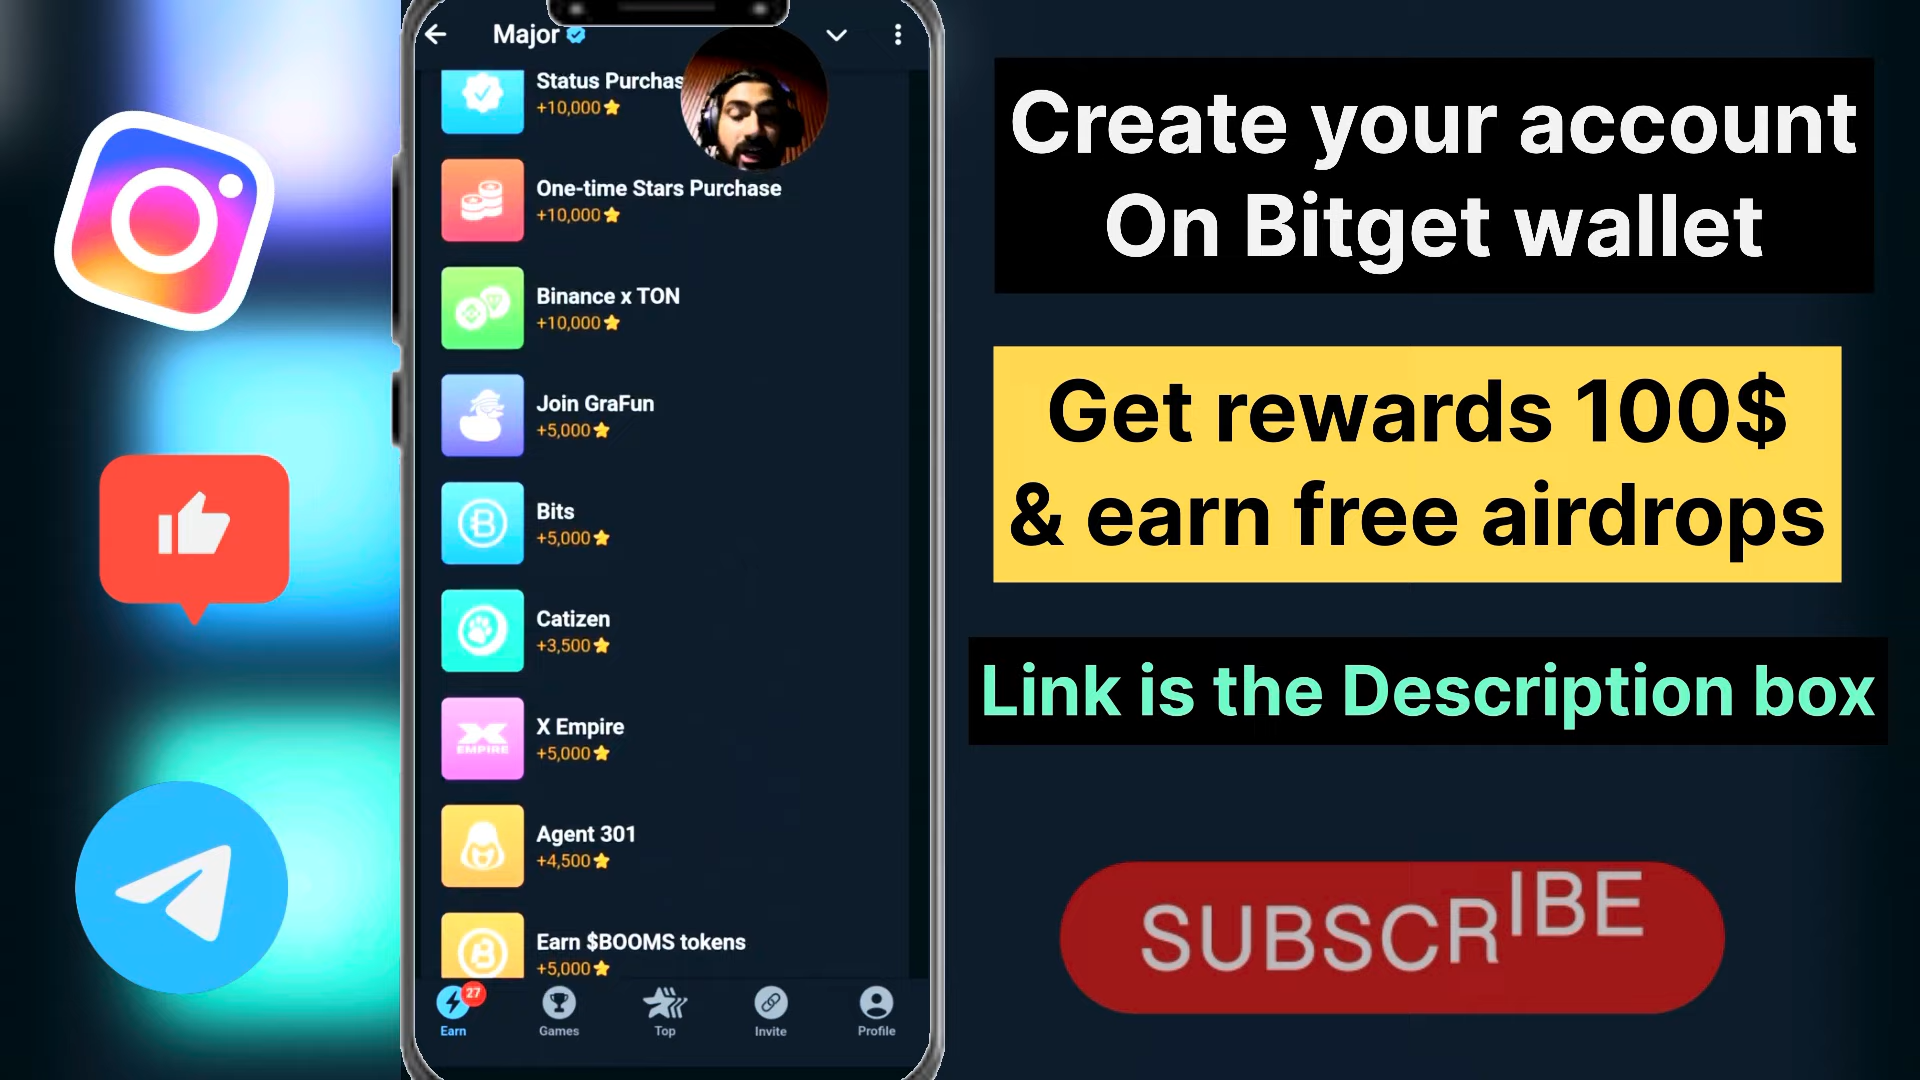 Major
Status Purchas
+10,000
One-time Stars Purchase
+10,000
Binance x TON
+10,000
Join GraFun
+5,000
Bits
+5,000
Catizen
+3,500
X Empire
+5,000
EMPIRE
Agent 301
+4,500
Earn $BOOMS tokens
+5,000
27
Earn
Games
Top
Invite
Profile
Create your account
On Bitget wallet
Get rewards 100$
& earn free airdrops
Link is the Description box
SUBSCRIBE